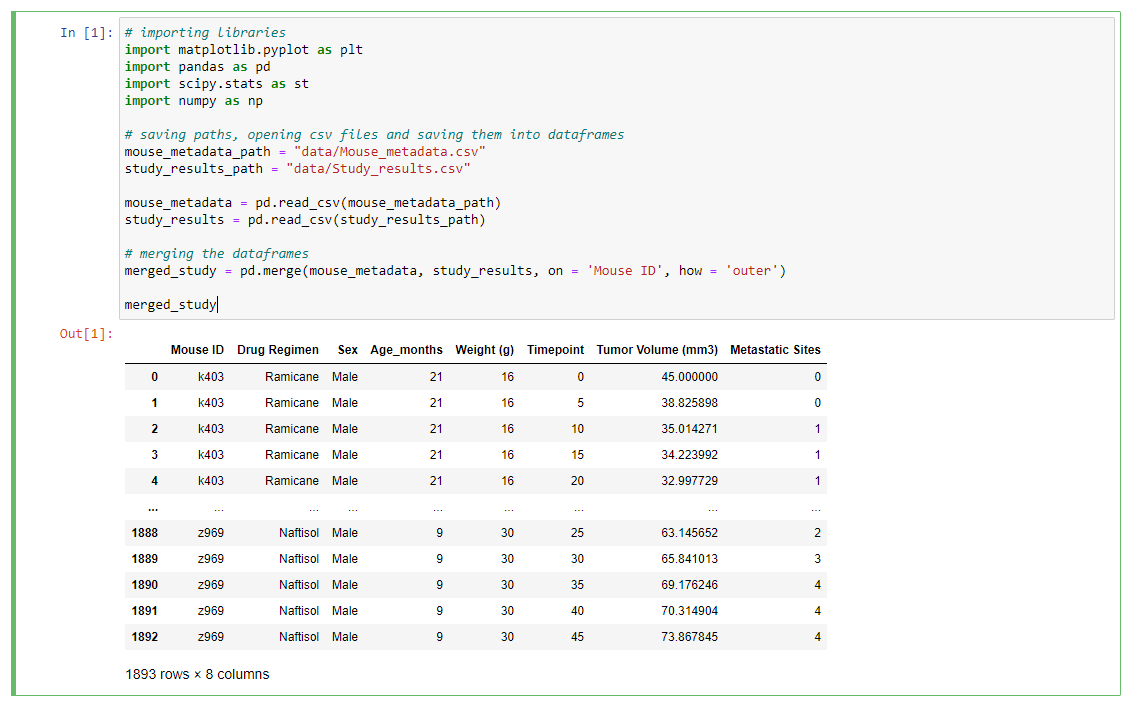 In [1]: # importing libraries
import matplotlib.pyplot as plt
import pandas as pd
import scipy.stats as st
import numpy as np
# saving paths, opening csv files and saving them into dataframes
mouse_metadata_path = "data/Mouse_metadata.csv"
study_results_path = "data/Study_results.csv"
mouse_metadata = pd.read_csv(mouse_metadata_path)
study_results = pd.read_csv(study_results_path)
# merging the dataframes
merged_study = pd.merge(mouse_metadata, study_results, on = 'Mouse ID', how = 'outer')
merged_study
Out[1]:
Mouse ID Drug Regimen Sex Age_months Weight (g) Timepoint Tumor Volume (mm3) Metastatic Sites
0 k403 Ramicane Male 21 16 0 45.000000 0
1 k403 Ramicane Male 21 16 5 38.825898 0
2 k403 Ramicane Male 21 16 10 35.014271 1
3 k403 Ramicane Male 21 16 15 34.223992 1
4 k403 Ramicane Male 21 16 20 32.997729 1
... ... ... ... ... ... ... ... ...
1888 z969 Naftisol Male 9 30 25 63.145652 2
1889 z969 Naftisol Male 9 30 30 65.841013 3
1890 z969 Naftisol Male 9 30 35 69.176246 4
1891 z969 Naftisol Male 9 30 40 70.314904 4
1892 z969 Naftisol Male 9 30 45 73.867845 4
1893 rows × 8 columns